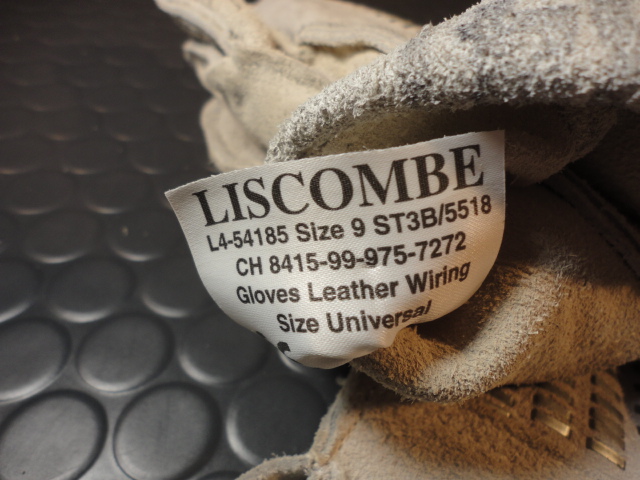 LISCOMBE
L4-54185 Size 9 ST3B/5518
CH 8415-99-975-7272
Gloves Leather Wiring
Size Universal